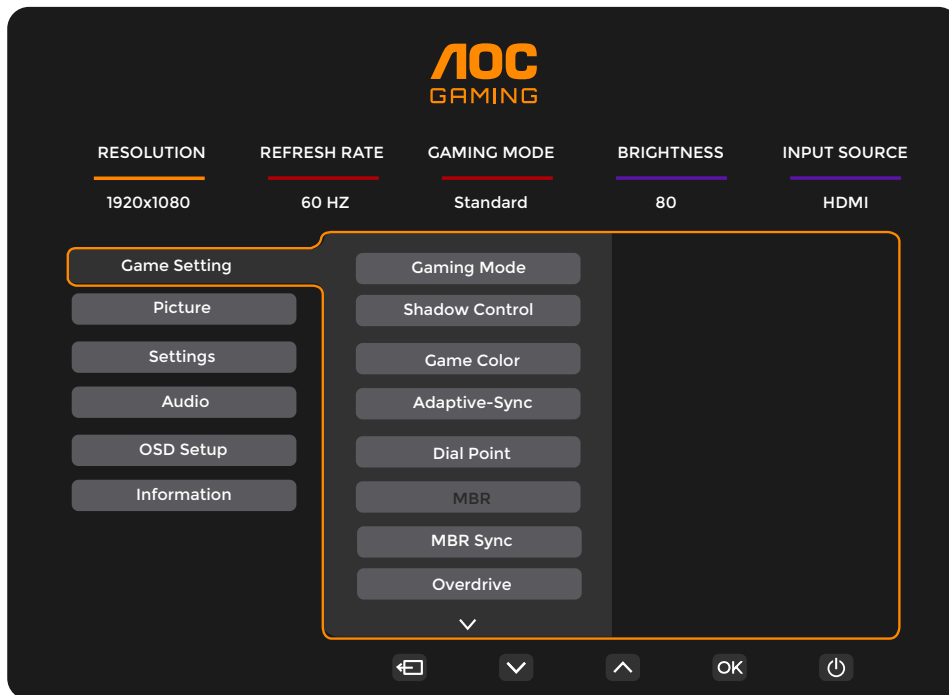 AOC
GAMING
RESOLUTION REFRESH RATE GAMING MODE BRIGHTNESS INPUT SOURCE
1920x1080 60 HZ Standard 80 HDMI
Game Setting
Picture
Settings
Audio
OSD Setup
Information
Gaming Mode
Shadow Control
Game Color
Adaptive-Sync
Dial Point
MBR
MBR Sync
Overdrive
OK